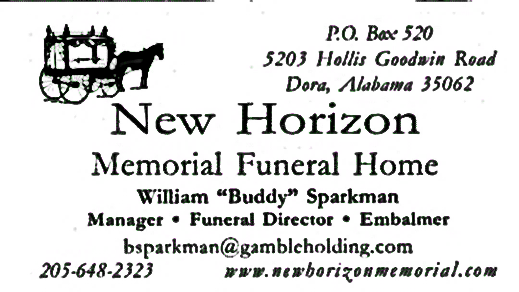 P.O. Box 520
5203 Hollis Goodwin Road
Dora, Alabama 35062
New Horizon
Memorial Funeral Home
William “Buddy” Sparkman
Manager • Funeral Director • Embalmer
bsparkman@gambleholding.com
205-648-2323 www.newhorizonmemorial.com